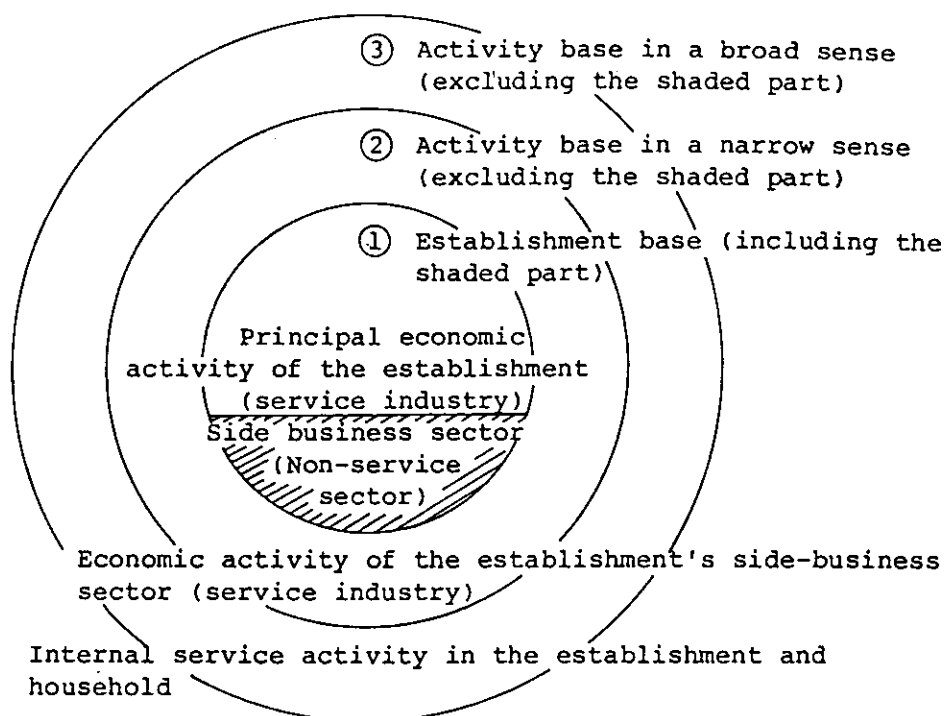 ③ Activity base in a broad sense
(excluding the shaded part)
② Activity base in a narrow sense
(excluding the shaded part)
① Establishment base (including the
shaded part)
Principal economic
activity of the establishment
(service industry)
Side business sector
(Non-service
sector)
Economic activity of the establishment's side-business
sector (service industry)
Internal service activity in the establishment and
household